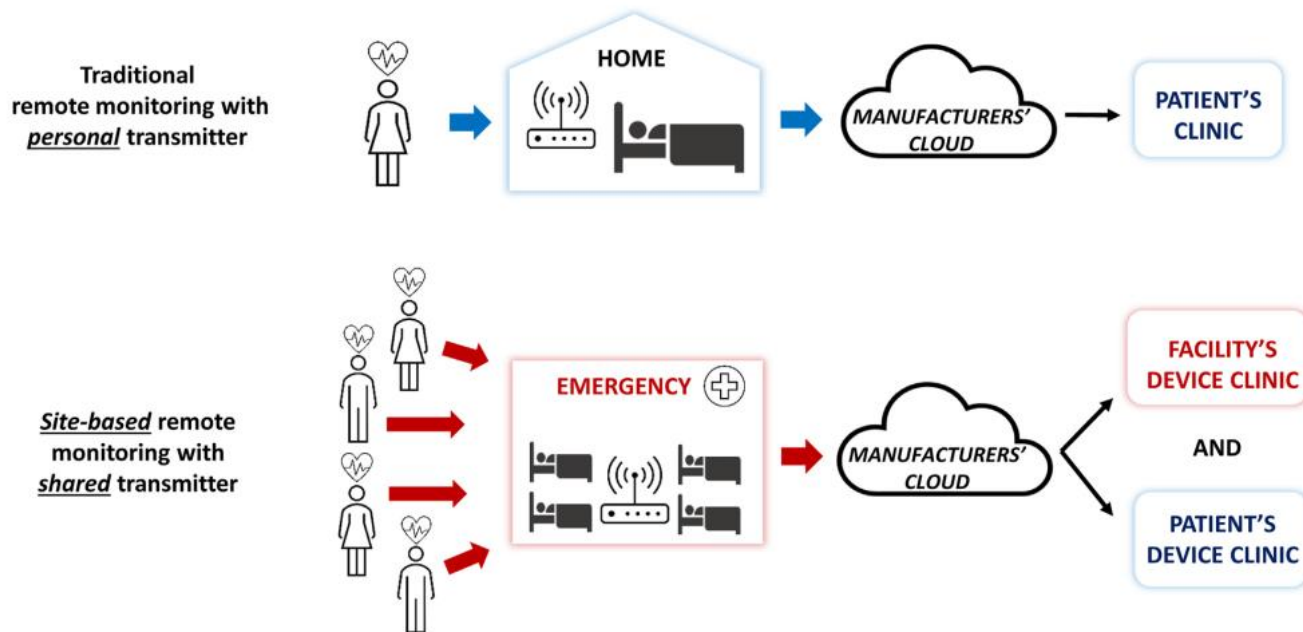 Traditional
remote monitoring with
personal transmitter
HOME
MANUFACTURERS'
CLOUD
PATIENT'S
CLINIC
Site-based remote
monitoring with
shared transmitter
EMERGENCY
MANUFACTURERS'
CLOUD
FACILITY'S
DEVICE CLINIC
AND
PATIENT'S
DEVICE CLINIC